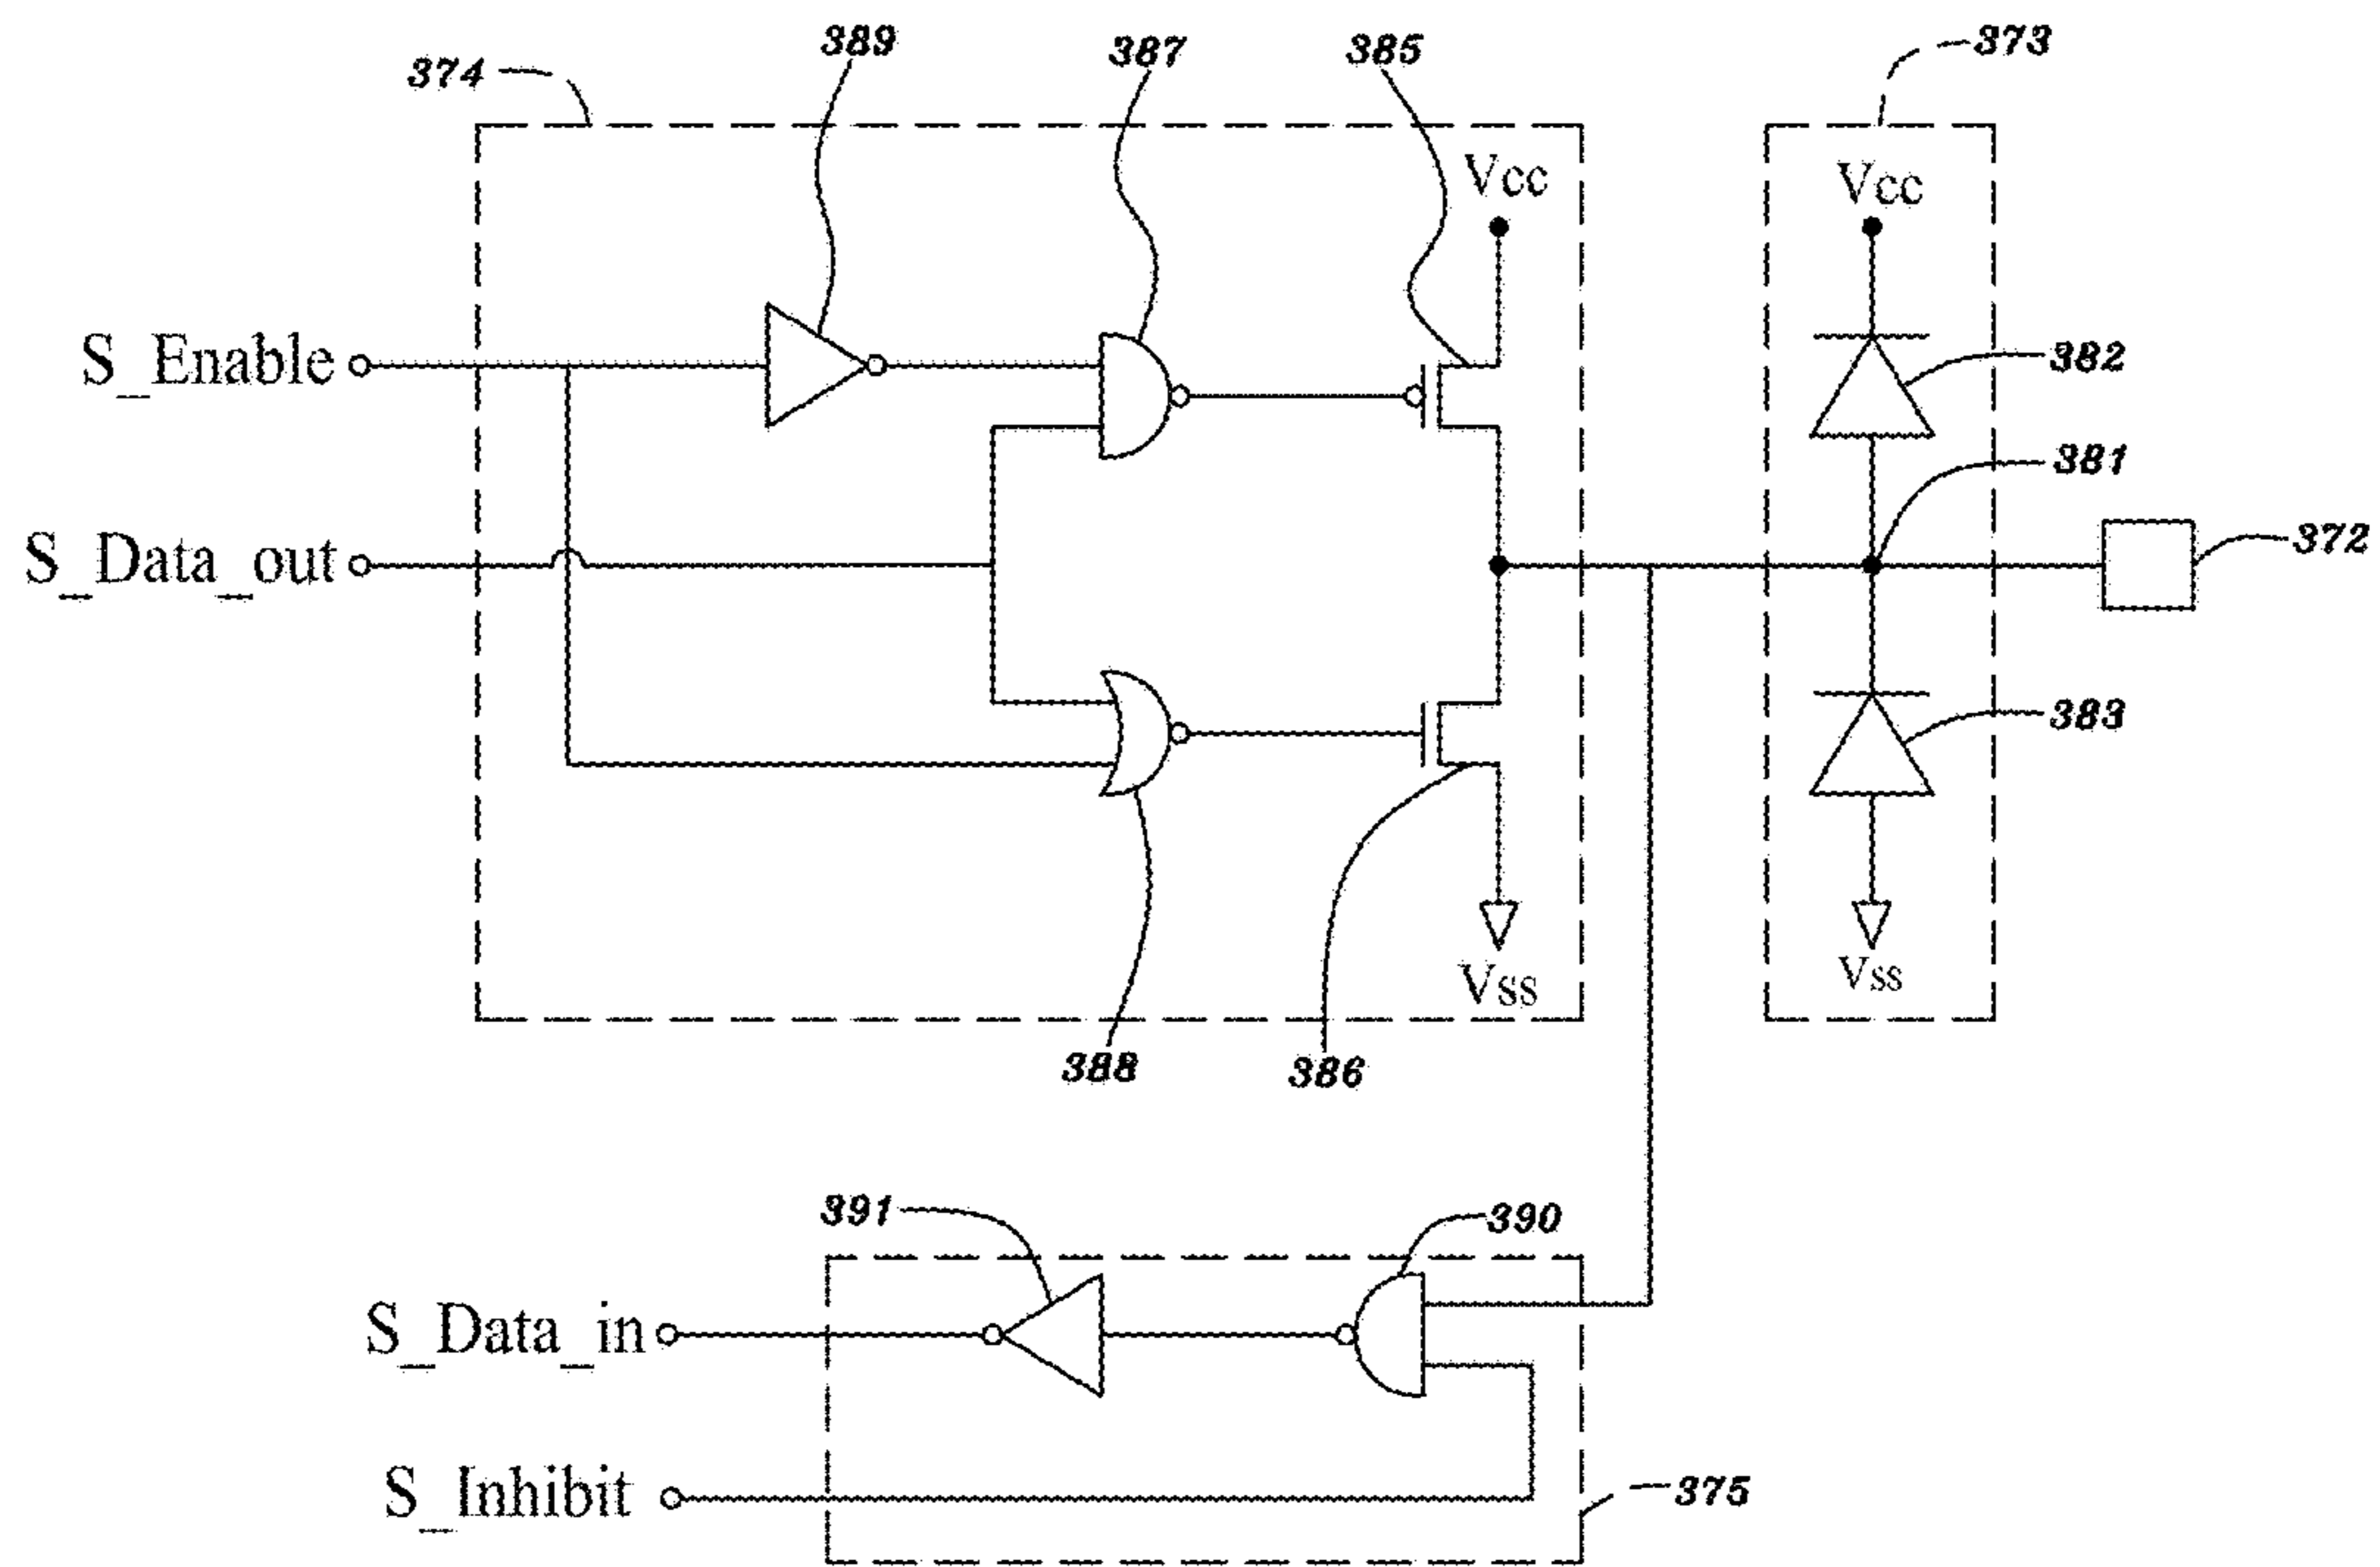 389
387
385
373
374
Vcc
Vcc
S_Enable
382
381
S_Data_out
372
383
Vss
Vss
388
386
391
390
S_Data_in
S_Inhibit
375